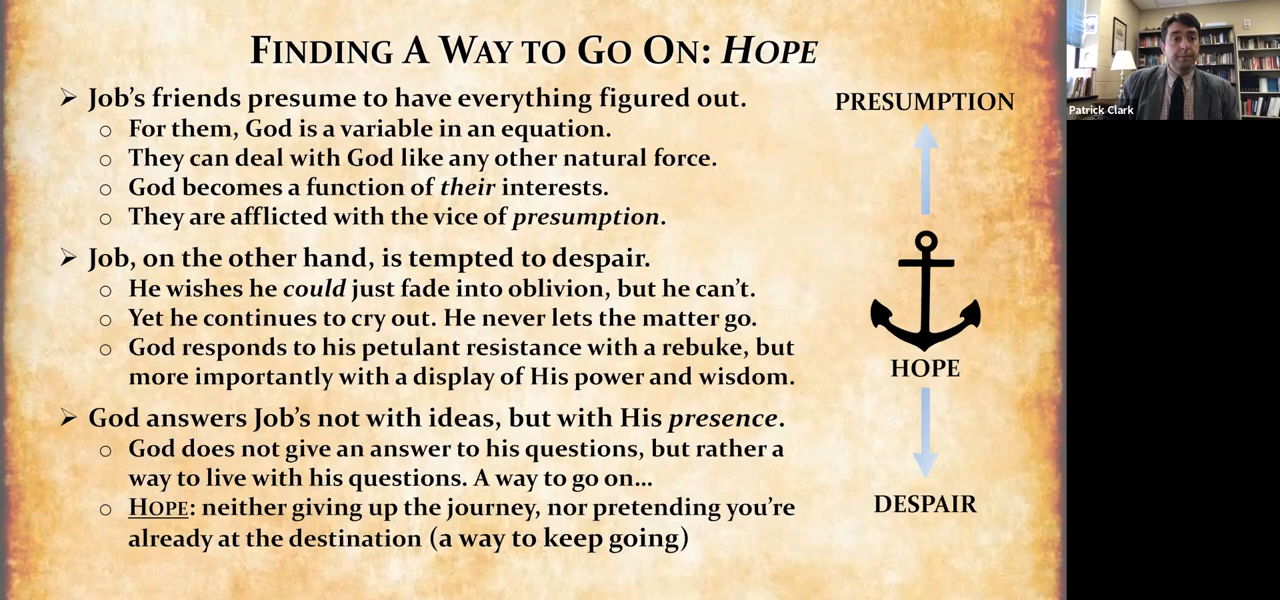 FINDING A WAY TO GO ON: HOPE
➢ Job's friends presume to have everything figured out.
○ For them, God is a variable in an equation.
○ They can deal with God like any other natural force.
○ God becomes a function of their interests.
○ They are afflicted with the vice of presumption.
➢ Job, on the other hand, is tempted to despair.
○ He wishes he could just fade into oblivion, but he can't.
○ Yet he continues to cry out. He never lets the matter go.
○ God responds to his petulant resistance with a rebuke, but
more importantly with a display of His power and wisdom.
➢ God answers Job's not with ideas, but with His presence.
○ God does not give an answer to his questions, but rather a
way to live with his questions. A way to go on...
○ HOPE: neither giving up the journey, nor pretending you're
already at the destination (a way to keep going)
PRESUMPTION
HOPE
DESPAIR
Patrick Clark